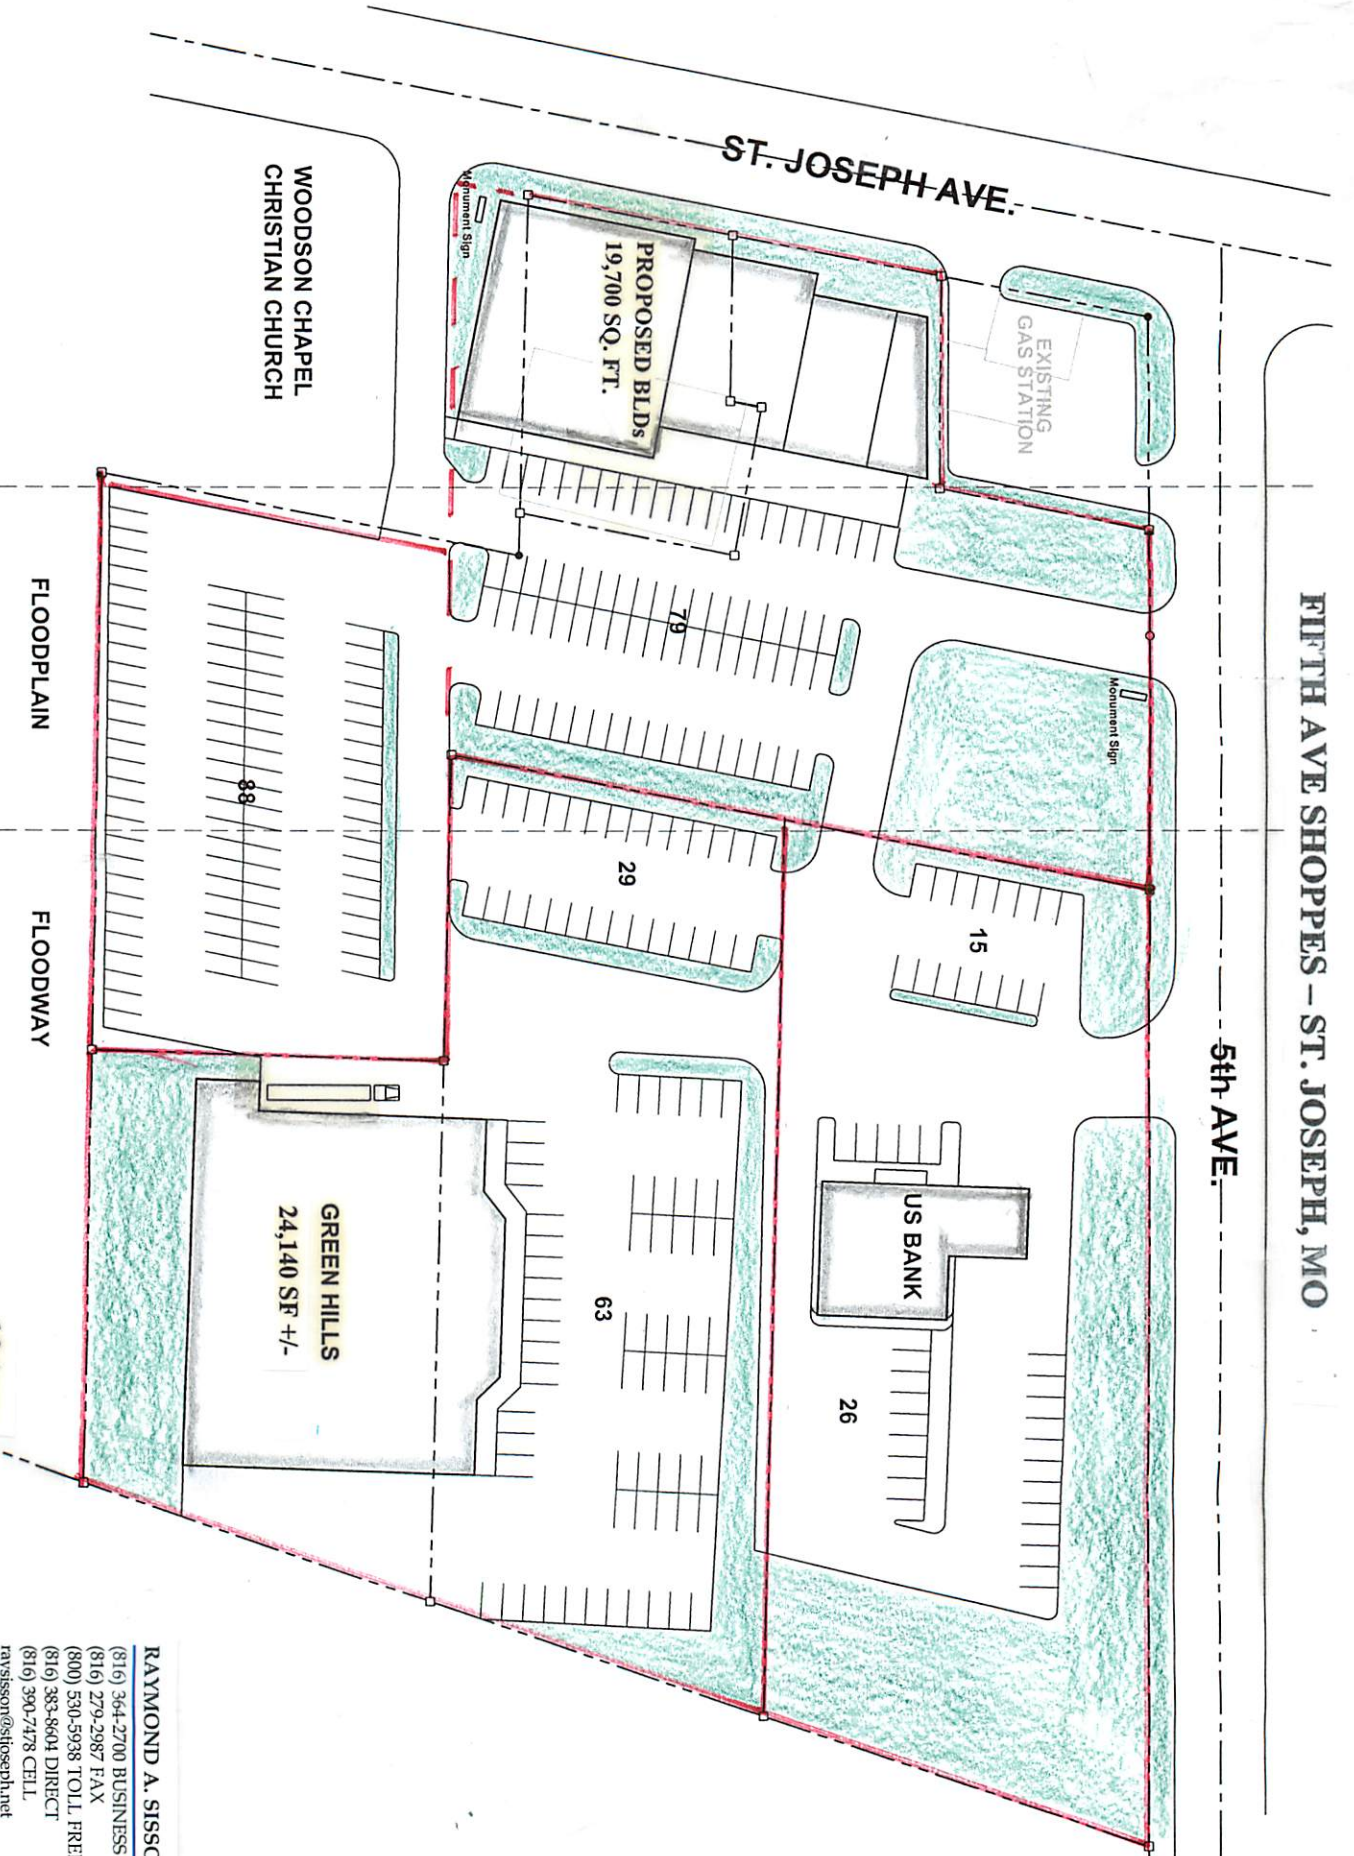 FIFTH AVE SHOPPES – ST. JOSEPH, MO
5th AVE.
ST. JOSEPH AVE.
EXISTING
GAS STATION
Monument Sign
PROPOSED BLDs
19,700 SQ. FT.
Monument Sign
WOODSON CHAPEL
CHRISTIAN CHURCH
79
15
29
88
US BANK
26
63
GREEN HILLS
24,140 SF +/-
FLOODPLAIN
FLOODWAY
RAYMOND A.
(816) 364-2700 BUSINESS
(816) 279-2987 FAX
(800) 530-5938 TOLL
(816) 383-8604 DIRECT
(816) 390-7478 CELL
raysisson@stjoseph.net